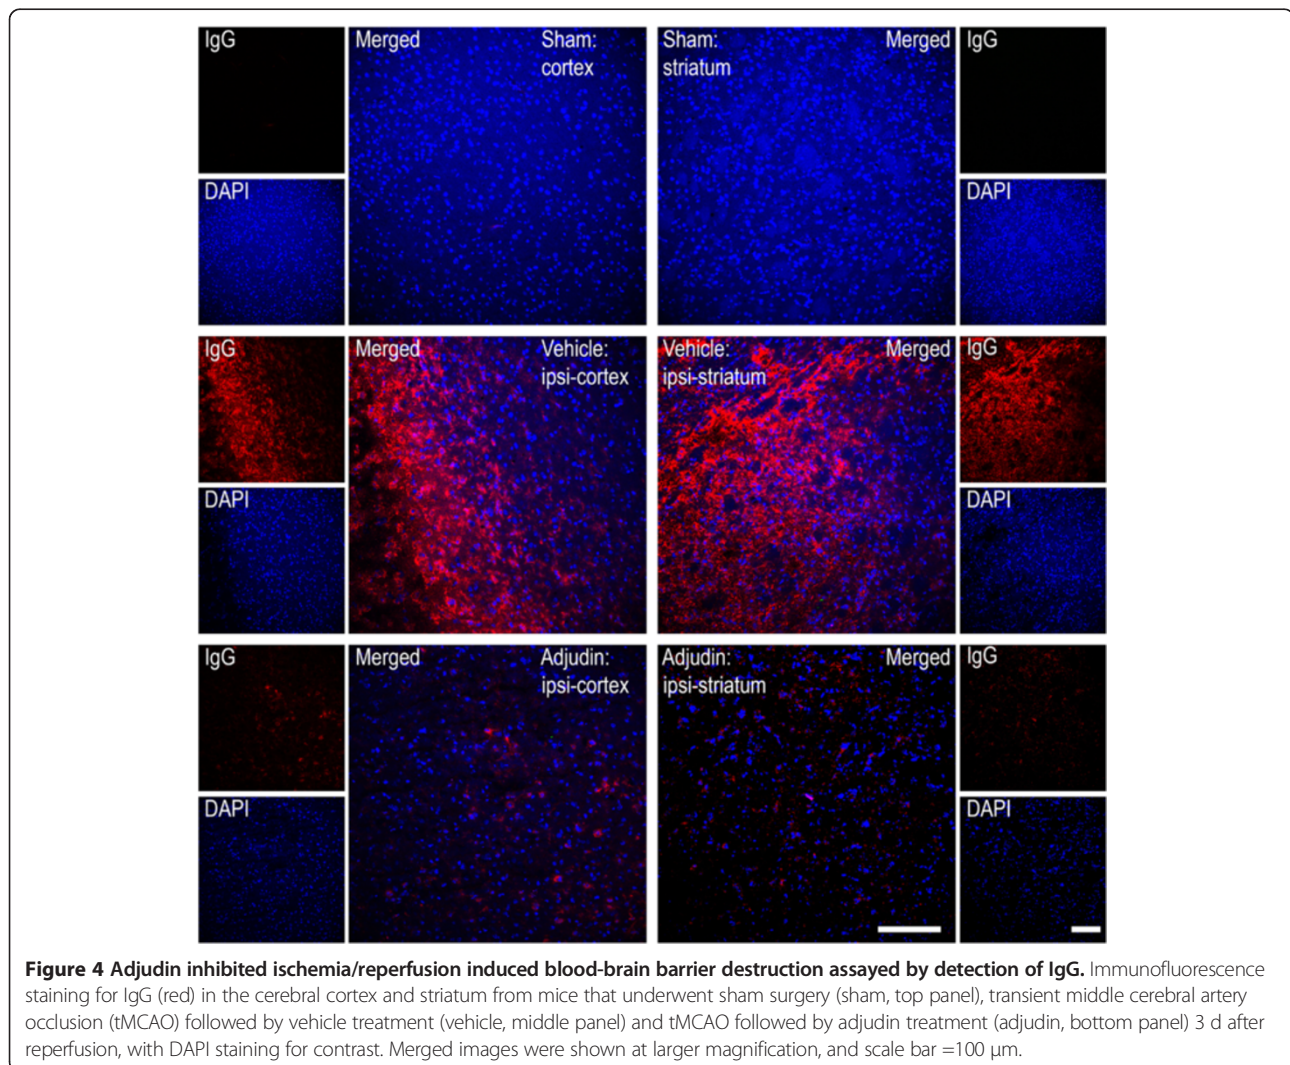 IgG
Merged
Sham:
cortex
Sham:
striatum
Merged
IgG
DAPI
DAPI
IgG
Merged
Vehicle:
ipsi-cortex
Vehicle:
ipsi-striatum
Merged
IgG
DAPI
DAPI
IgG
Merged
Adjudin:
ipsi-cortex
Adjudin:
ipsi-striatum
Merged
IgG
DAPI
DAPI
Figure 4 Adjudin inhibited ischemia/reperfusion induced blood-brain barrier destruction assayed by detection of IgG. Immunofluorescence
staining for IgG (red) in the cerebral cortex and striatum from mice that underwent sham surgery (sham, top panel), transient middle cerebral artery
occlusion (tMCAO) followed by vehicle treatment (vehicle, middle panel) and tMCAO followed by adjudin treatment (adjudin, bottom panel) 3 d after
reperfusion, with DAPI staining for contrast. Merged images were shown at larger magnification, and scale bar =100 μm.